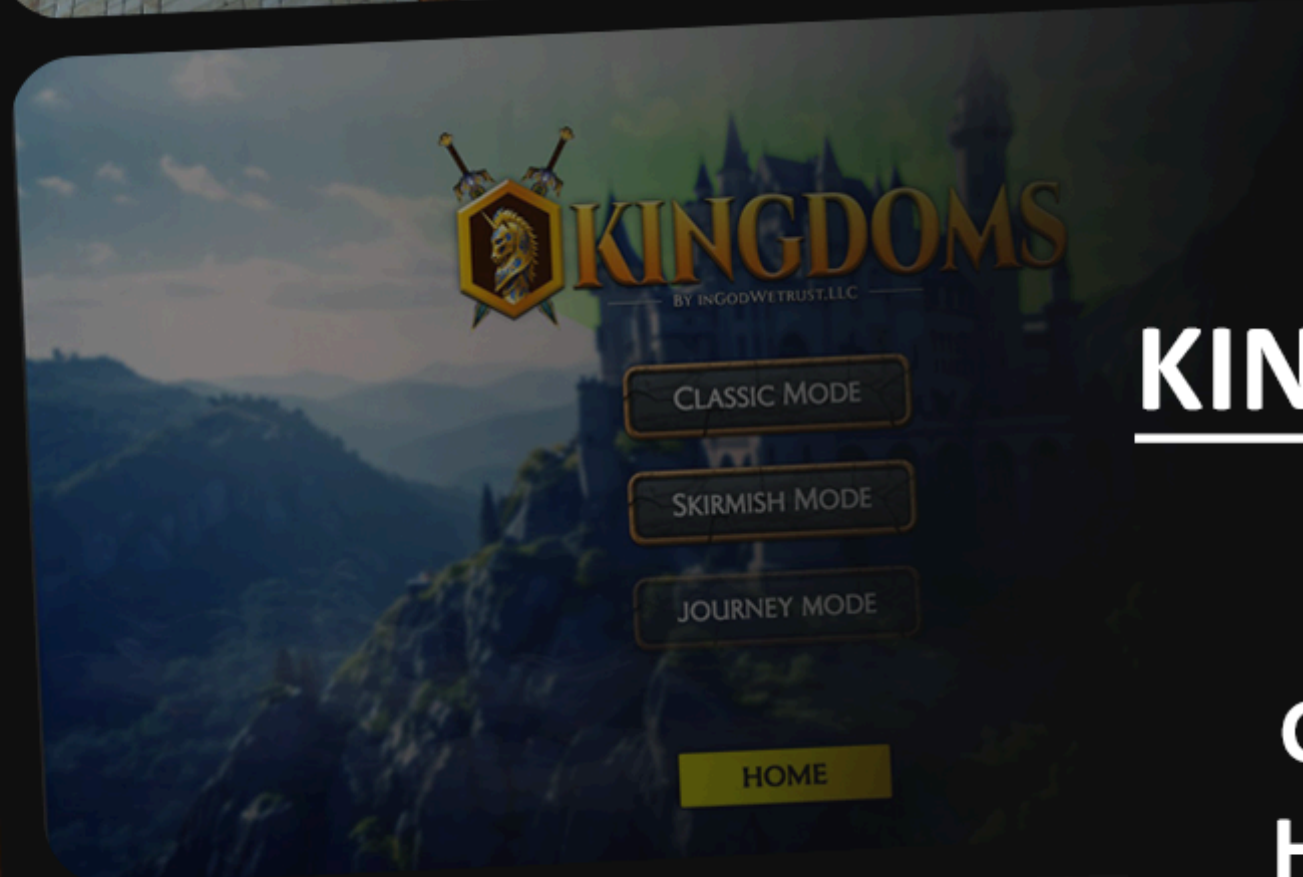 KINGDOMS
BY INGODWETRUST.LLC
CLASSIC MODE
SKIRMISH MODE
JOURNEY MODE
HOME
KIN
H